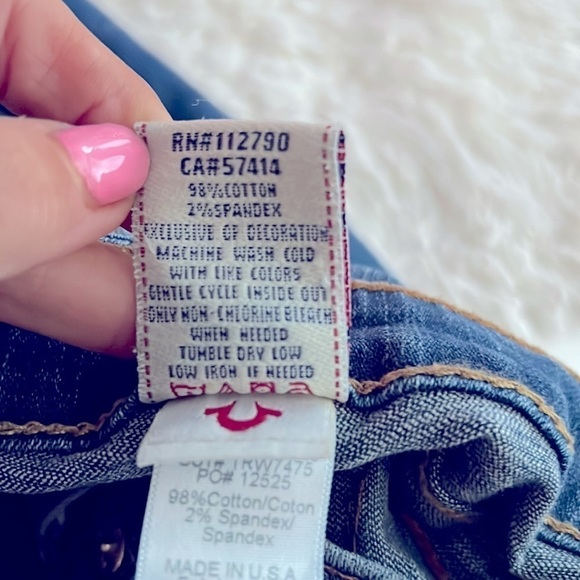 RN#112790
CA#57414
98%COTTON
2%SPANDEX
EXCLUSIVE OF DECORATION
MACHINE WASH COLD
WITH LIKE COLORS
GENTLE CYCLE INSIDE OUT
ONLY NON-CHLORINE BLEACH
WHEN NEEDED
TUMBLE DRY LOW
LOW IRON IF NEEDED
CUT# TRW7475
PO# 12525
98%Cotton/Coton
2% Spandex/
Spandex
MADE IN U.S.A